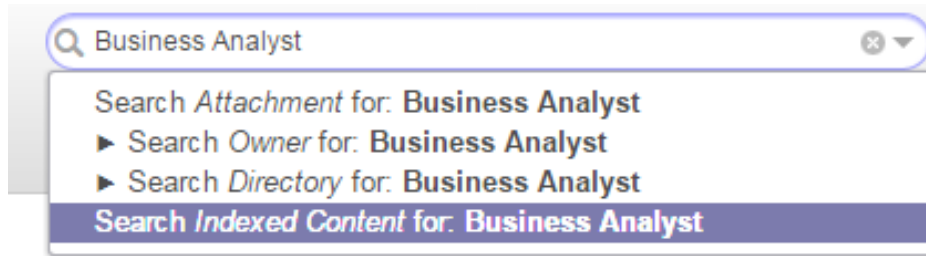 Business Analyst
Search Attachment for: Business Analyst
► Search Owner for: Business Analyst
► Search Directory for: Business Analyst
Search Indexed Content for: Business Analyst